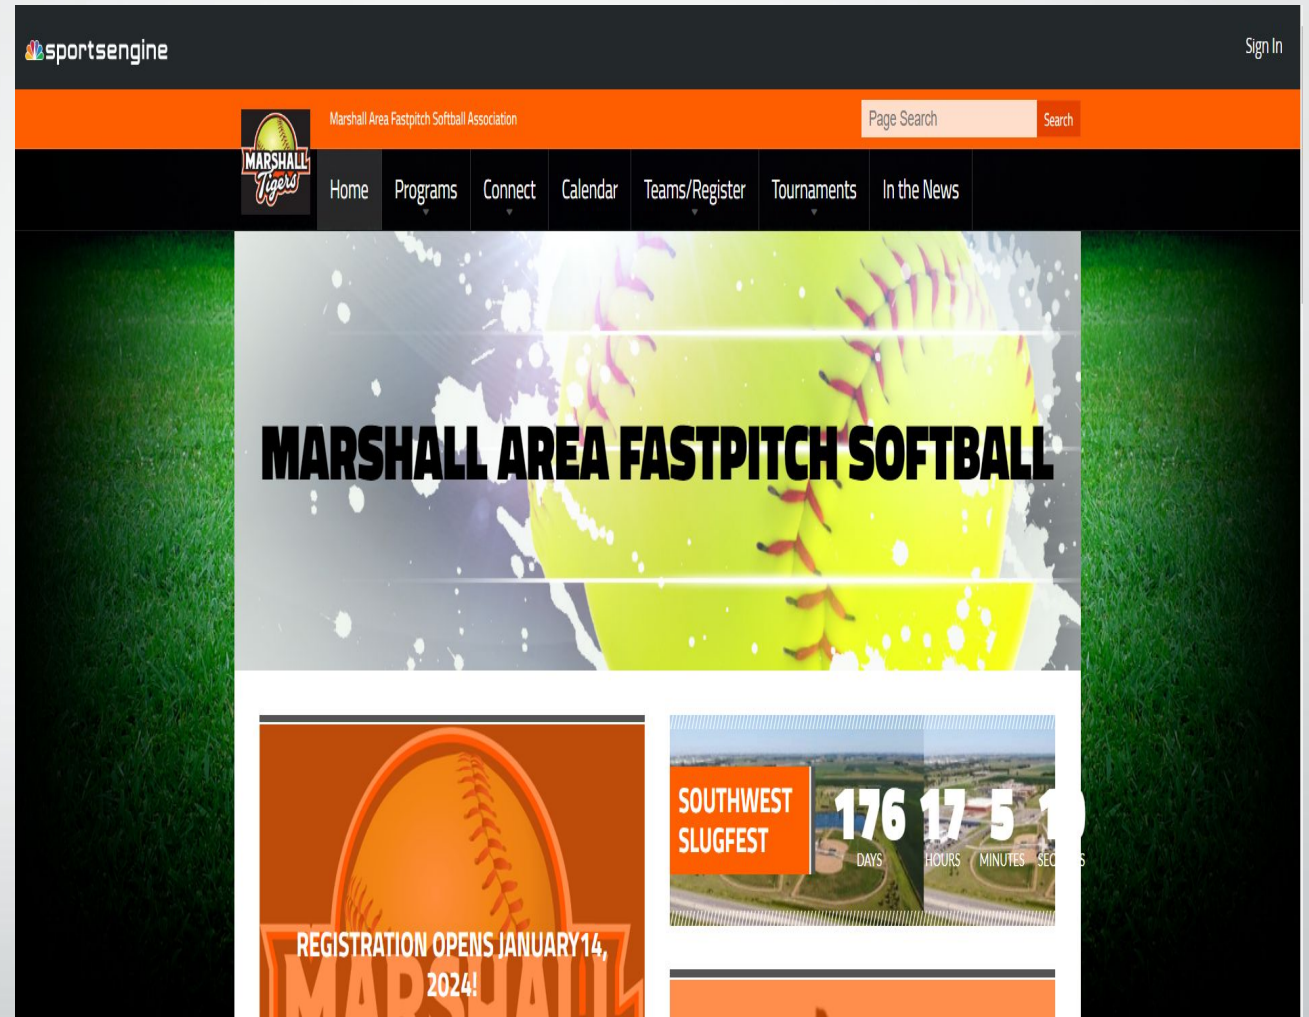 sportsengine
Sign In
Marshall Area Fastpitch Softball Association
Page Search
Search
MARSHALL
Tigers
Home
Programs
Connect
Calendar
Teams/Register
Tournaments
In the News
MARSHALL AREA FASTPITCH SOFTBALL
SOUTHWEST
SLUGFEST
176 17 5
DAYS HOURS MINUTES
REGISTRATION OPENS JANUARY14,
2024!
MARSHALL